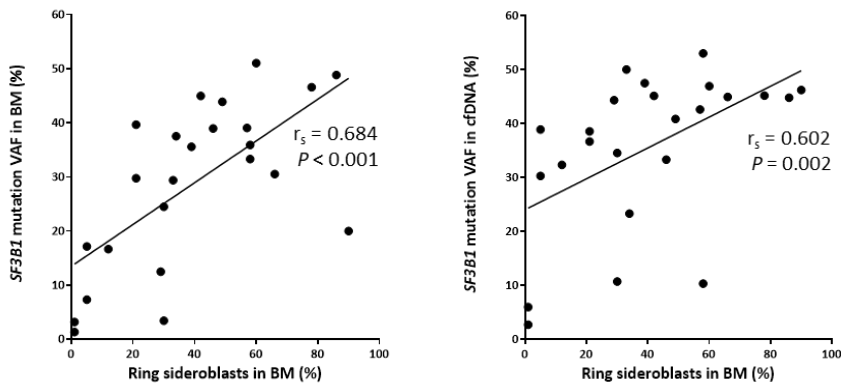 60
50
40
30
20
10
0
SF3B1 mutation VAF in BM (%)
rs = 0.684
P < 0.001
0 20 40 60 80 100
Ring sideroblasts in BM (%)
60
50
40
30
20
10
0
SF3B1 mutation VAF in cfDNA (%)
rs = 0.602
P = 0.002
0 20 40 60 80 100
Ring sideroblasts in BM (%)